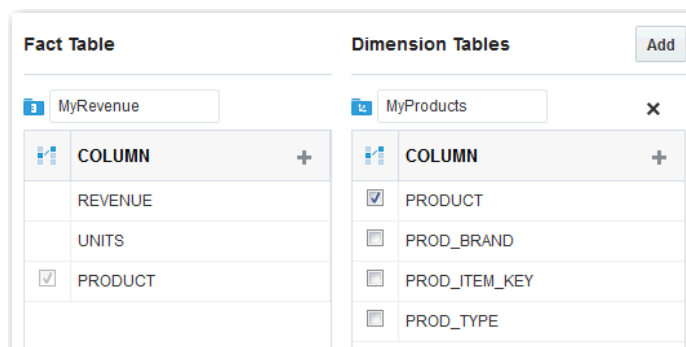 Fact Table
Dimension Tables
Add
MyRevenue
MyProducts
COLUMN
COLUMN
REVENUE
PRODUCT
UNITS
PROD_BRAND
PRODUCT
PROD_ITEM_KEY
PROD_TYPE